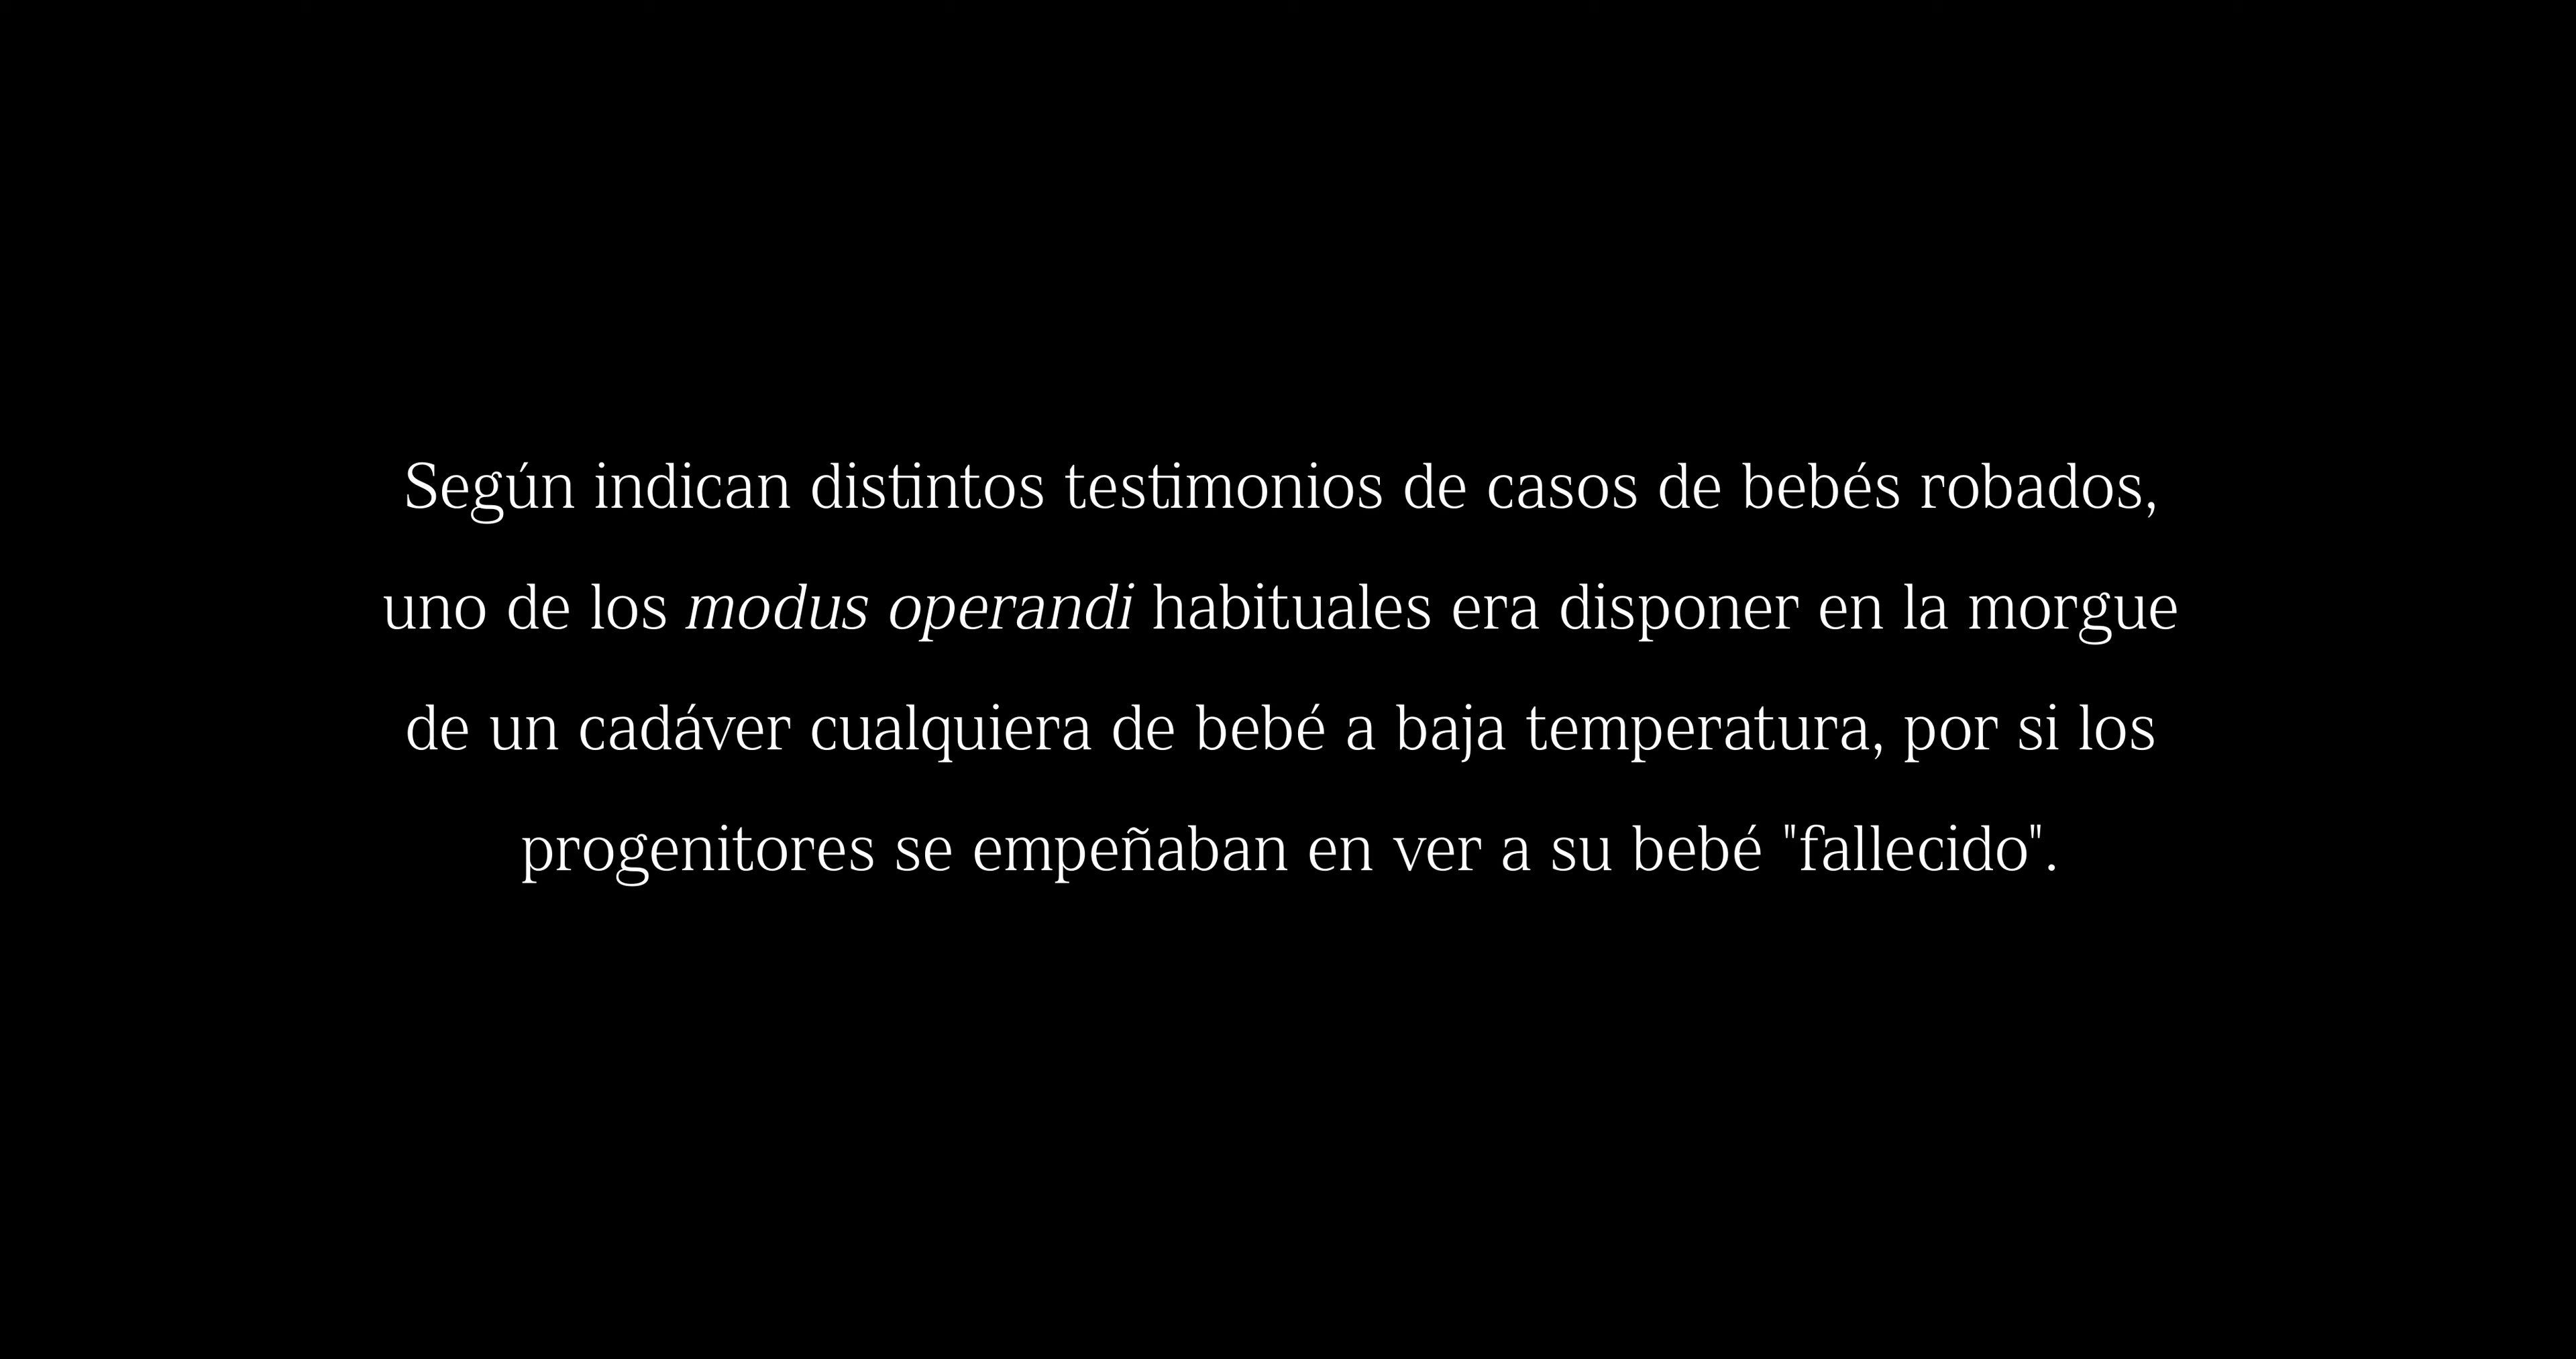 Según indican distintos testimonios de casos de bebés robados,
uno de los modus operandi habituales era disponer en la morgue
de un cadáver cualquiera de bebé a baja temperatura, por si los
progenitores se empeñaban en ver a su bebé "fallecido".